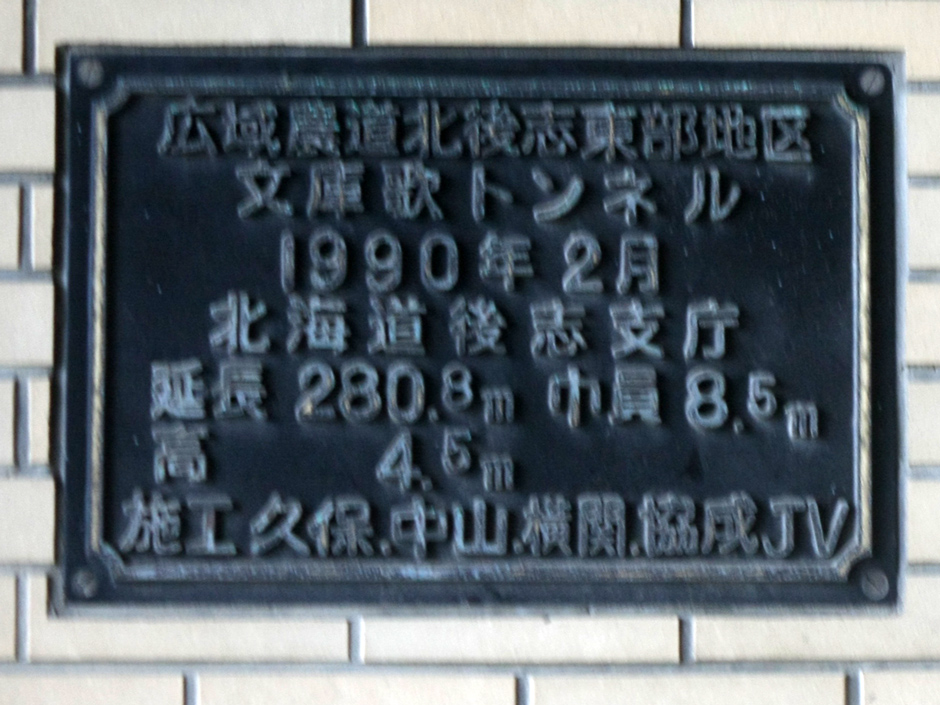 広域農道北後志東部地区
文庫歌トンネル
1990年2月
北海道後志支庁
延長 280.8m 巾員 8.5m
高 4.5m
施工久保.中山.横関.協成JV